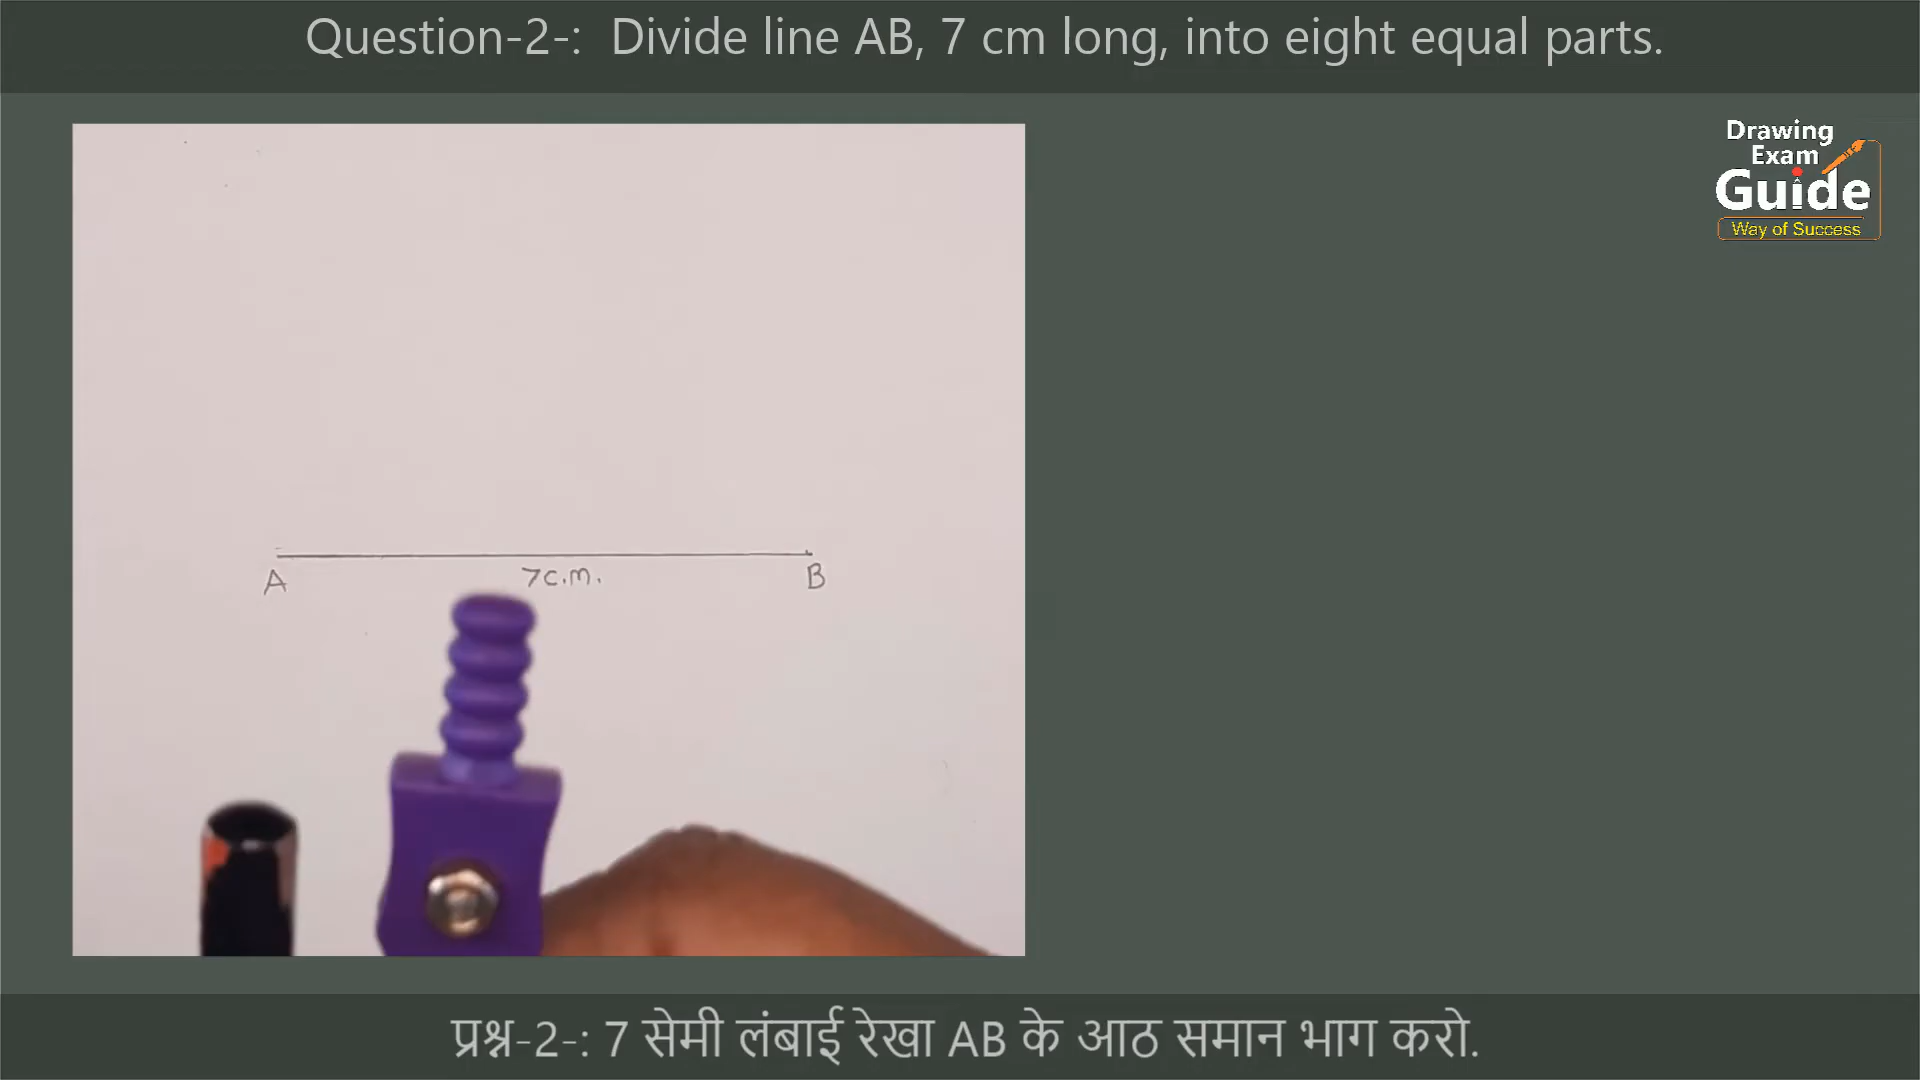 Question-2-: Divide line AB, 7 cm long, into eight equal parts.
Drawing
Exam
Guide
Way of Success
A 7c.m. B
प्रश्न-2-: 7 सेमी लंबाई रेखा AB के आठ समान भाग करो.